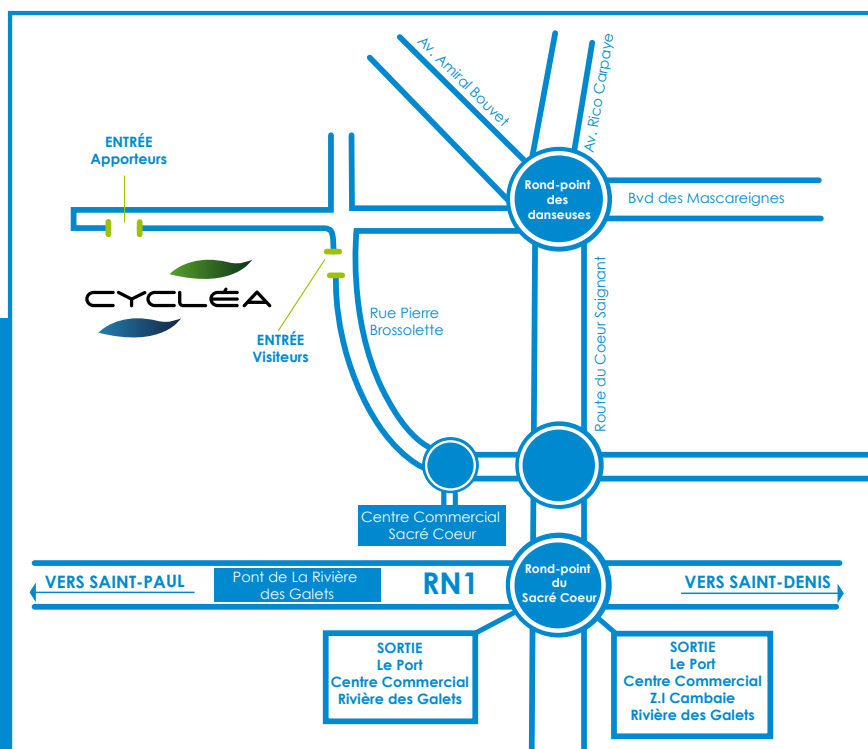 Av. Amiral Bouvet
Av. Rico Carpaye
ENTRÉE
Apporteurs
Rond-point
des
danseuses
Bvd des Mascareignes
CYCLÉA
ENTRÉE
Visiteurs
Rue Pierre
Brossolette
Route du Coeur Saignant
Centre Commercial
Sacré Coeur
VERS SAINT-PAUL
Pont de La Rivière
des Galets
RN1
Rond-point
du
Sacré Coeur
VERS SAINT-DENIS
SORTIE
Le Port
Centre Commercial
Rivière des Galets
SORTIE
Le Port
Centre Commercial
Z.I Cambaie
Rivière des Galets